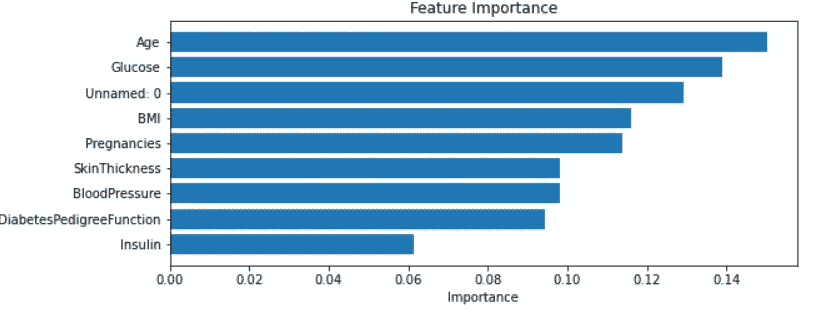 Feature Importance
Age
Glucose
Unnamed: 0
BMI
Pregnancies
SkinThickness
BloodPressure
DiabetesPedigreeFunction
Insulin
0.00 0.02 0.04 0.06 0.08 0.10 0.12 0.14
Importance